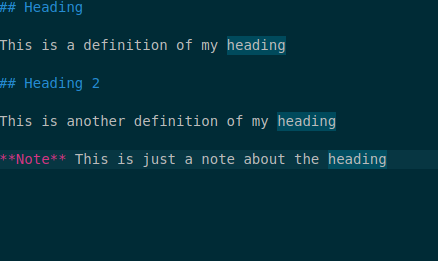 ## Heading
This is a definition of my heading
## Heading 2
This is another definition of my heading
**Note** This is just a note about the heading